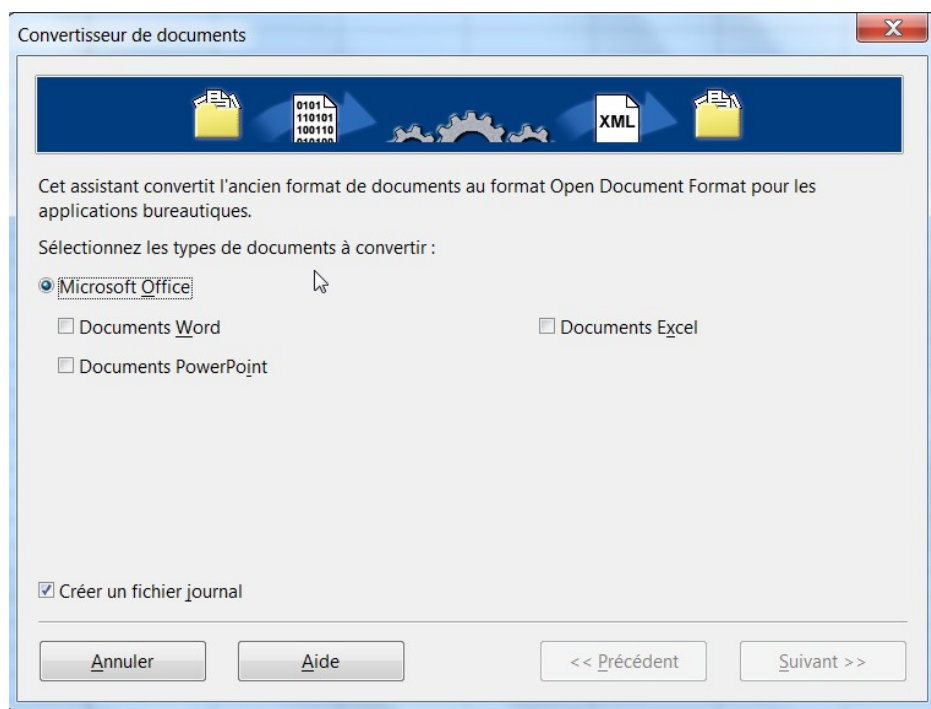 Convertisseur de documents
0101
110101
100110
010100
XML
Cet assistant convertit l'ancien format de documents au format Open Document Format pour les
applications bureautiques.
Sélectionnez les types de documents à convertir :
Microsoft Office
Documents Word
Documents Excel
Documents PowerPoint
Créer un fichier journal
Annuler
Aide
<< Précédent
Suivant >>